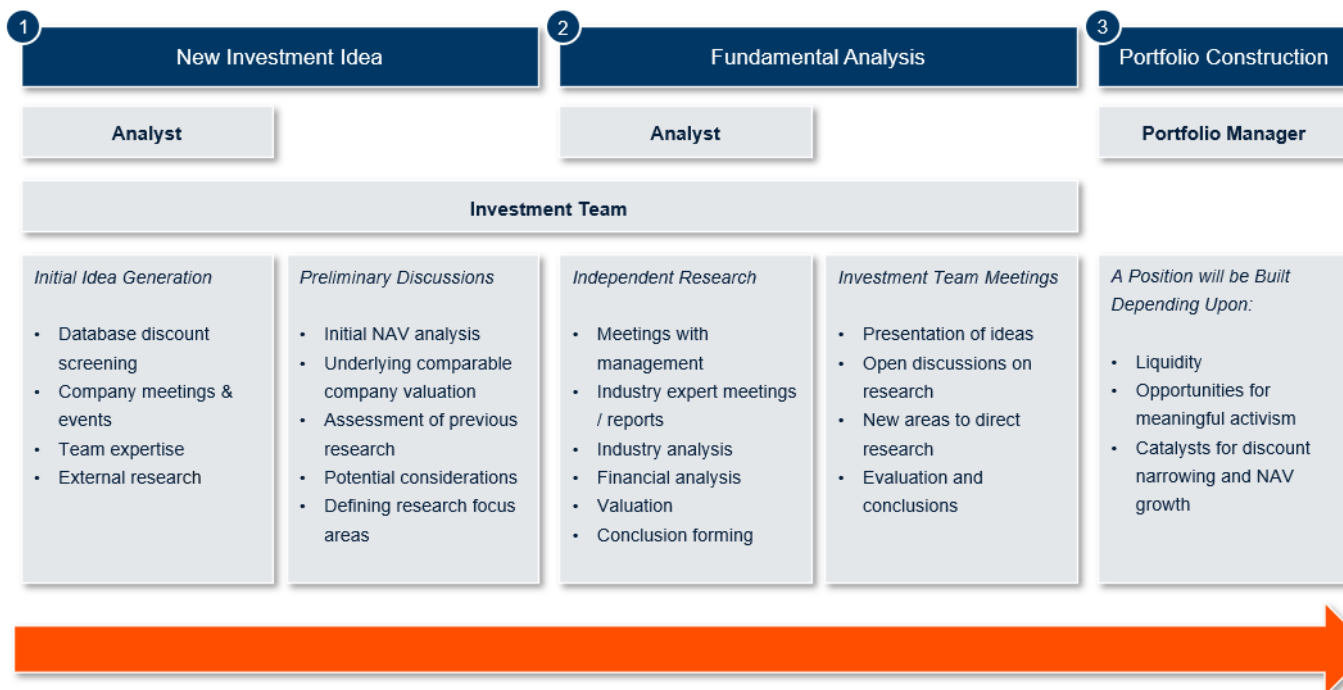 1
New Investment Idea
2
Fundamental Analysis
3
Portfolio Construction
Analyst
Analyst
Portfolio Manager
Investment Team
Initial Idea Generation
• Database discount
screening
• Company meetings &
events
• Team expertise
• External research
Preliminary Discussions
• Initial NAV analysis
• Underlying comparable
company valuation
• Assessment of previous
research
• Potential considerations
• Defining research focus
areas
Independent Research
• Meetings with
management
• Industry expert meetings
/ reports
• Industry analysis
• Financial analysis
• Valuation
• Conclusion forming
Investment Team Meetings
• Presentation of ideas
• Open discussions on
research
• New areas to direct
research
• Evaluation and
conclusions
A Position will be Built
Depending Upon:
• Liquidity
• Opportunities for
meaningful activism
• Catalysts for discount
narrowing and NAV
growth